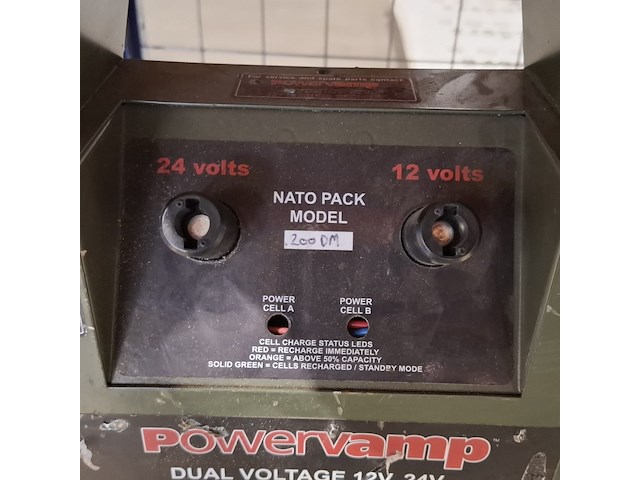 For service and spare parts contact
POWERVAMP
24 volts
12 volts
NATO PACK
MODEL
200 DM
POWER
CELL A
POWER
CELL B
CELL CHARGE STATUS LEDS
RED = RECHARGE IMMEDIATELY
ORANGE = ABOVE 50% CAPACITY
SOLID GREEN = CELLS RECHARGED / STANDBY MODE
POWERVAMP™
DUAL VOLTAGE 12V 24V